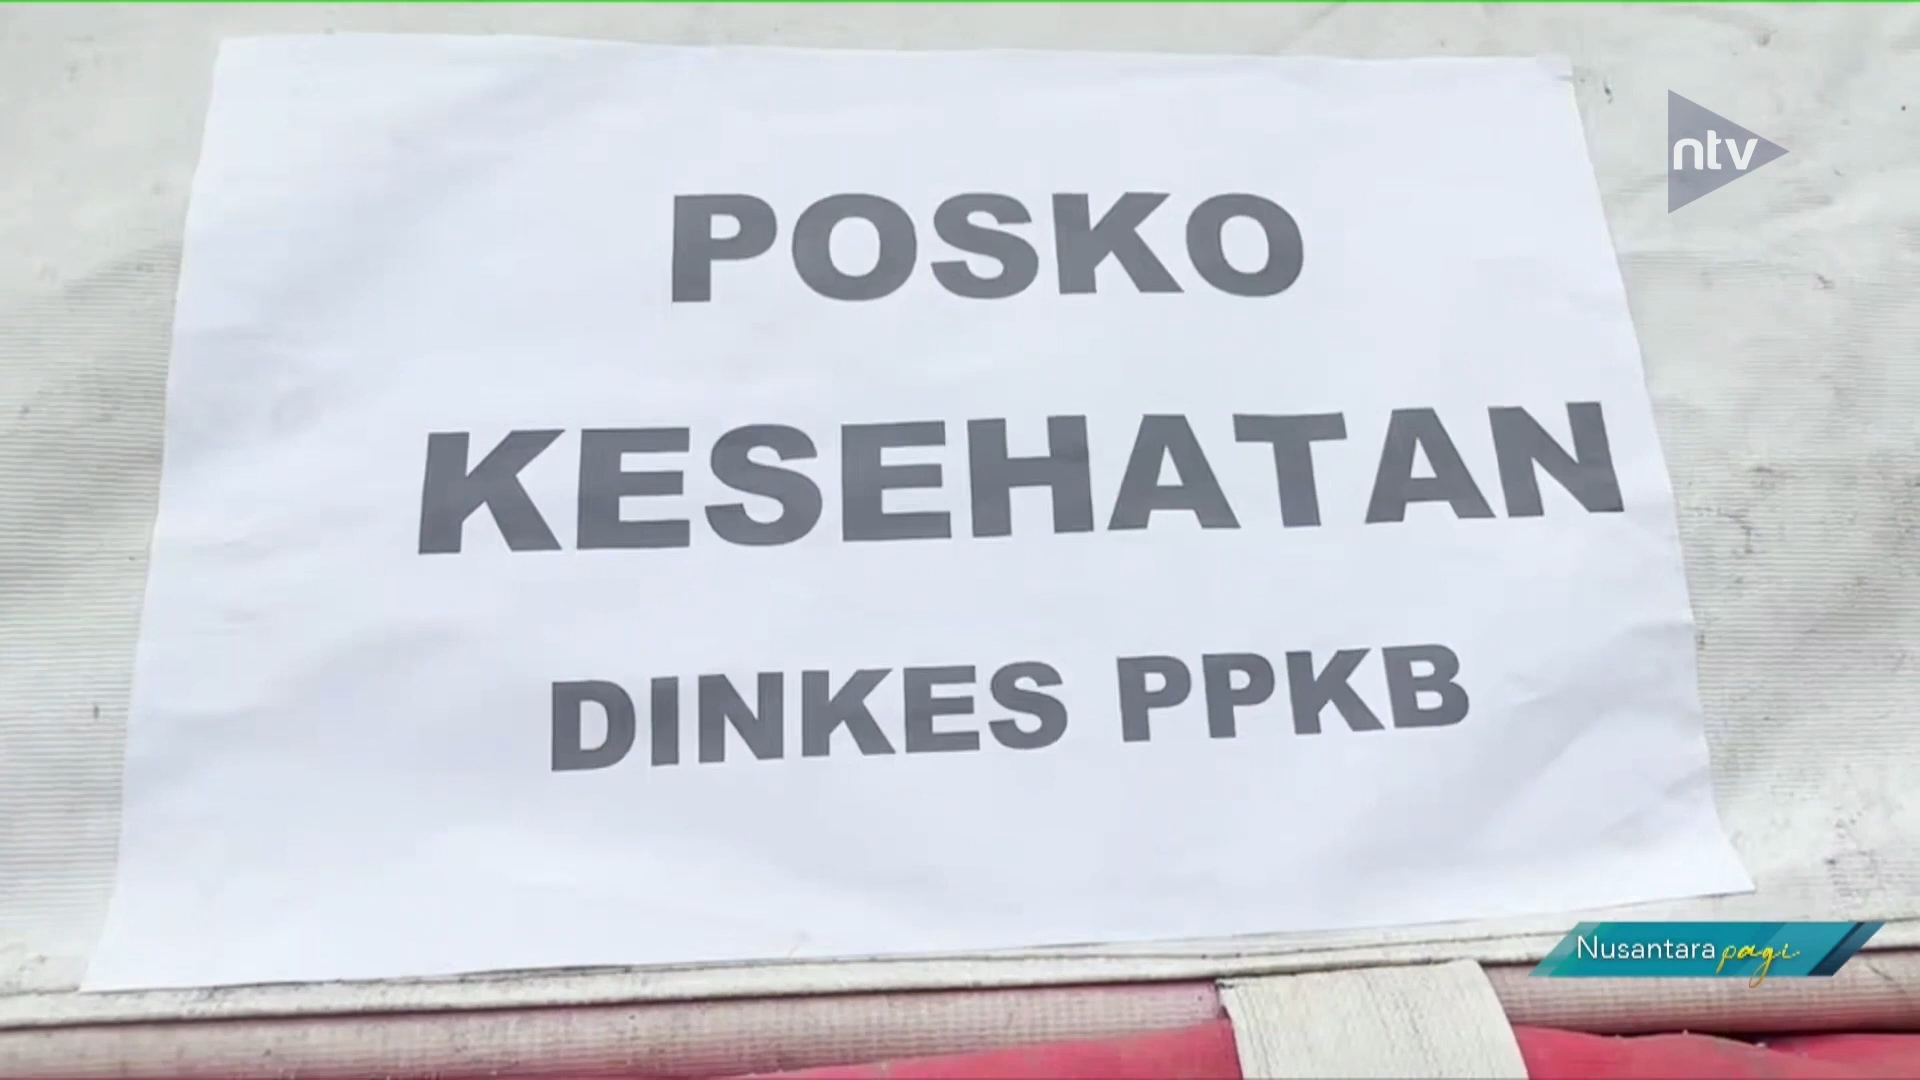 ntv
POSKO
KESEHATAN
DINKES PPKB
Nusantara pagi